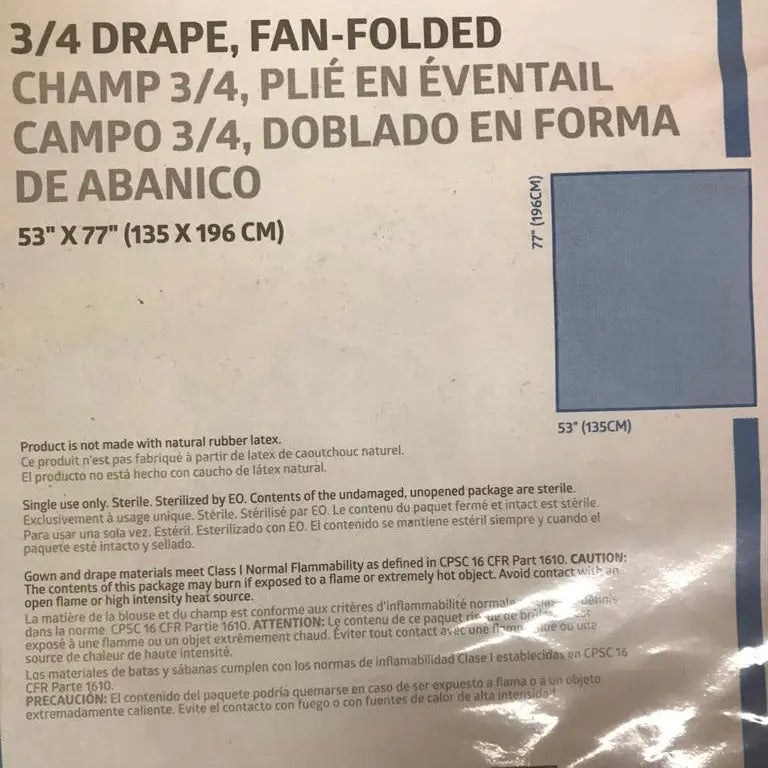 3/4 DRAPE, FAN-FOLDED
CHAMP 3/4, PLIÉ EN ÉVENTAIL
CAMPO 3/4, DOBLADO EN FORMA
DE ABANICO
53" X 77" (135 X 196 CM)
77" (196CM)
53" (135CM)
Product is not made with natural rubber latex.
Ce produit n'est pas fabriqué à partir de latex de caoutchouc naturel.
El producto no está hecho con caucho de látex natural.
Single use only. Sterile. Sterilized by EO. Contents of the undamaged, unopened package are sterile.
Exclusivement à usage unique. Stérile. Stérilisé par EO. Le contenu du paquet fermé et intact est stérile.
Para usar una sola vez. Estéril. Esterilizado con EO. El contenido se mantiene estéril siempre y cuando el
paquete esté intacto y sellado.
Gown and drape materials meet Class I Normal Flammability as defined in CPSC 16 CFR Part 1610. CAUTION:
The contents of this package may burn if exposed to a flame or extremely hot object. Avoid contact with an
open flame or high intensity heat source.
La matière de la blouse et du champ est conforme aux critères d'inflammabilité normale
dans la norme CPSC 16 CFR Partie 1610. ATTENTION: Le contenu de ce paquet risque de
exposé à une flamme ou un objet extrêmement chaud. Éviter tout contact avec une ou une
source de chaleur de haute intensité.
Los materiales de batas y sábanas cumplen con los normas de inflamabilidad Clase I establecidas en CPSC 16
CFR Parte 1610.
PRECAUCIÓN: El contenido del paquete podría quemarse en caso de ser expuesto a flama o a un objeto
extremadamente caliente. Evite el contacto con fuego o con fuentes de calor de alta intensidad.